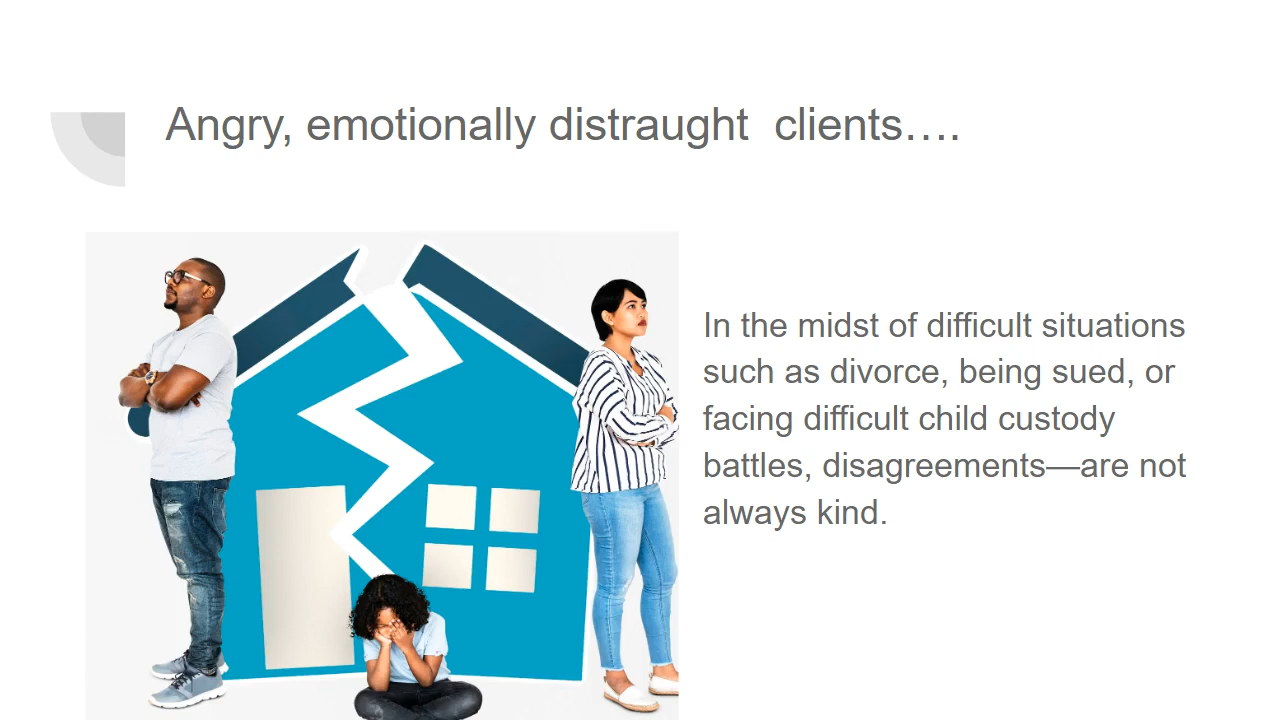 Angry, emotionally distraught  clients….
In the midst of difficult situations
such as divorce, being sued, or
facing difficult child custody
battles, disagreements—are not
always kind.